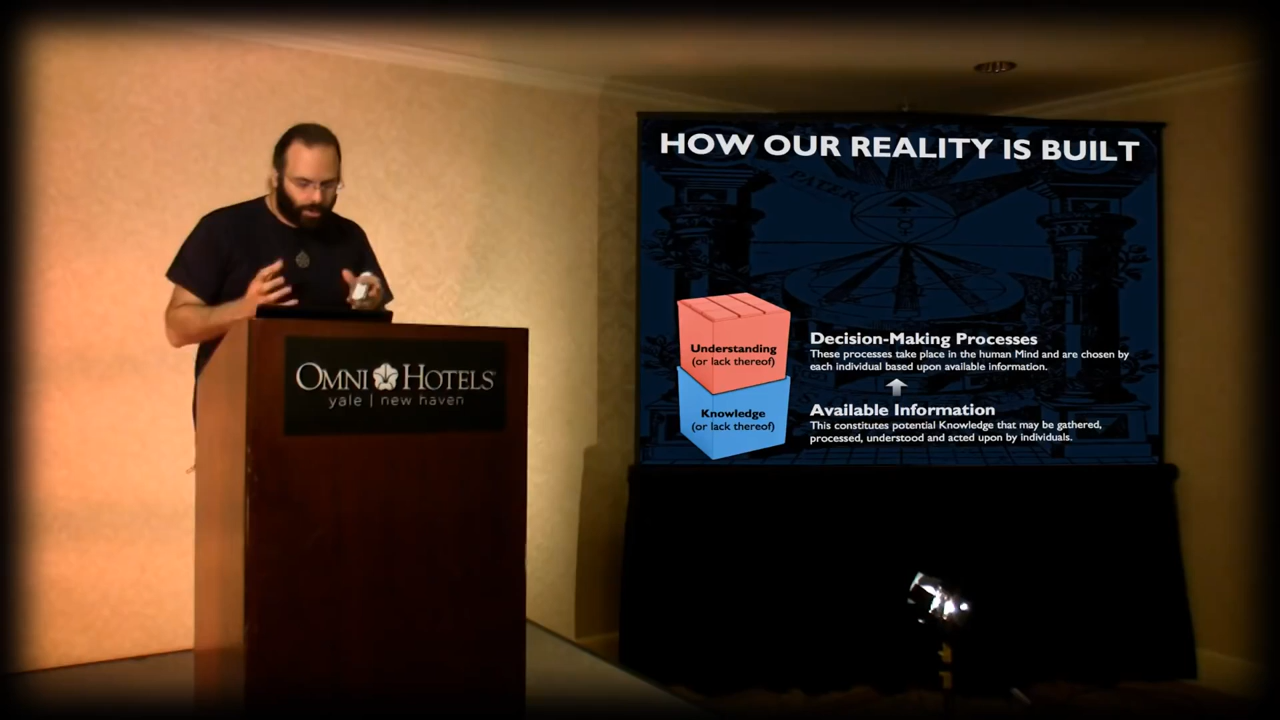 HOW OUR REALITY IS BUILT
PATER
Understanding
(or lack thereof)
Decision-Making Processes
These processes take place in the human Mind and are chosen by
each individual based upon available information.
Knowledge
(or lack thereof)
Available Information
This constitutes potential Knowledge that may be gathered,
processed, understood and acted upon by individuals.
OMNI HOTELS
yale | new haven